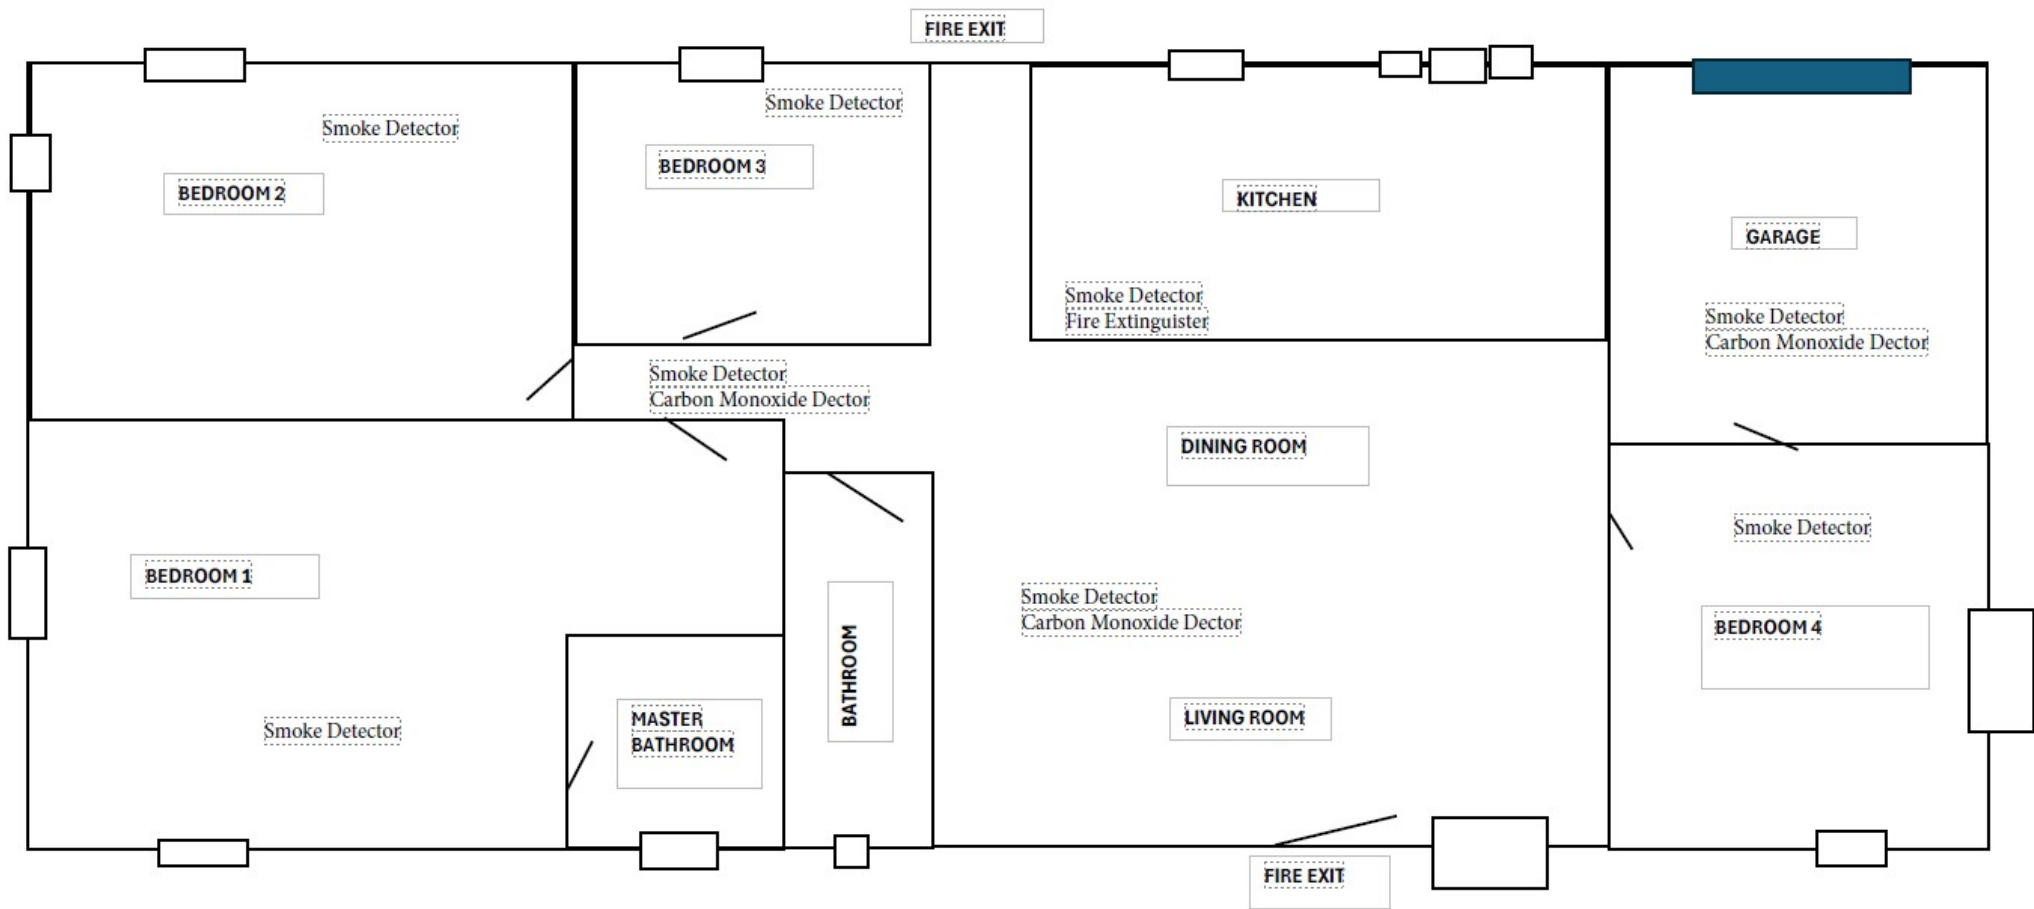 FIRE EXIT
Smoke Detector
Smoke Detector
BEDROOM 2
BEDROOM 3
KITCHEN
GARAGE
Smoke Detector
Fire Extinguister
Smoke Detector
Carbon Monoxide Dector
Smoke Detector
Carbon Monoxide Dector
DINING ROOM
Smoke Detector
BEDROOM 1
Smoke Detector
Carbon Monoxide Dector
BEDROOM 4
BATHROOM
MASTER
BATHROOM
LIVING ROOM
Smoke Detector
FIRE EXIT